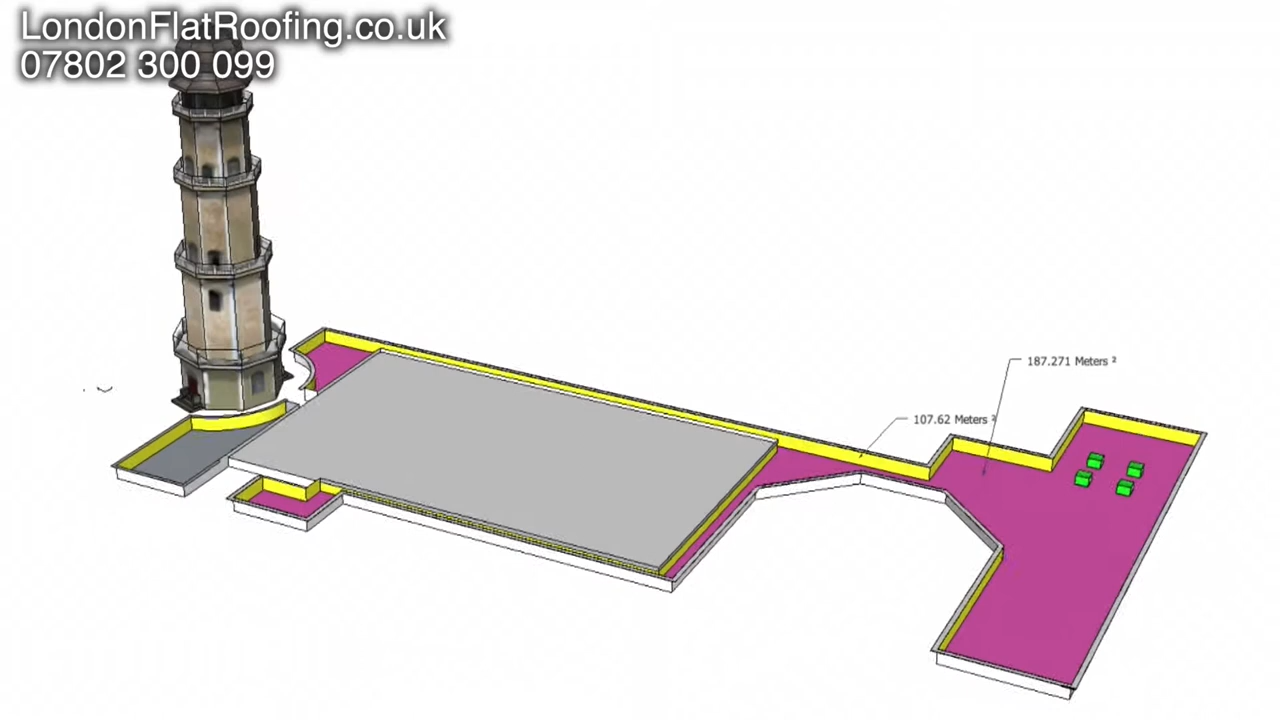 LondonFlatRoofing.co.uk
07802 300 099
187.271 Meters ²
107.62 Meters ²